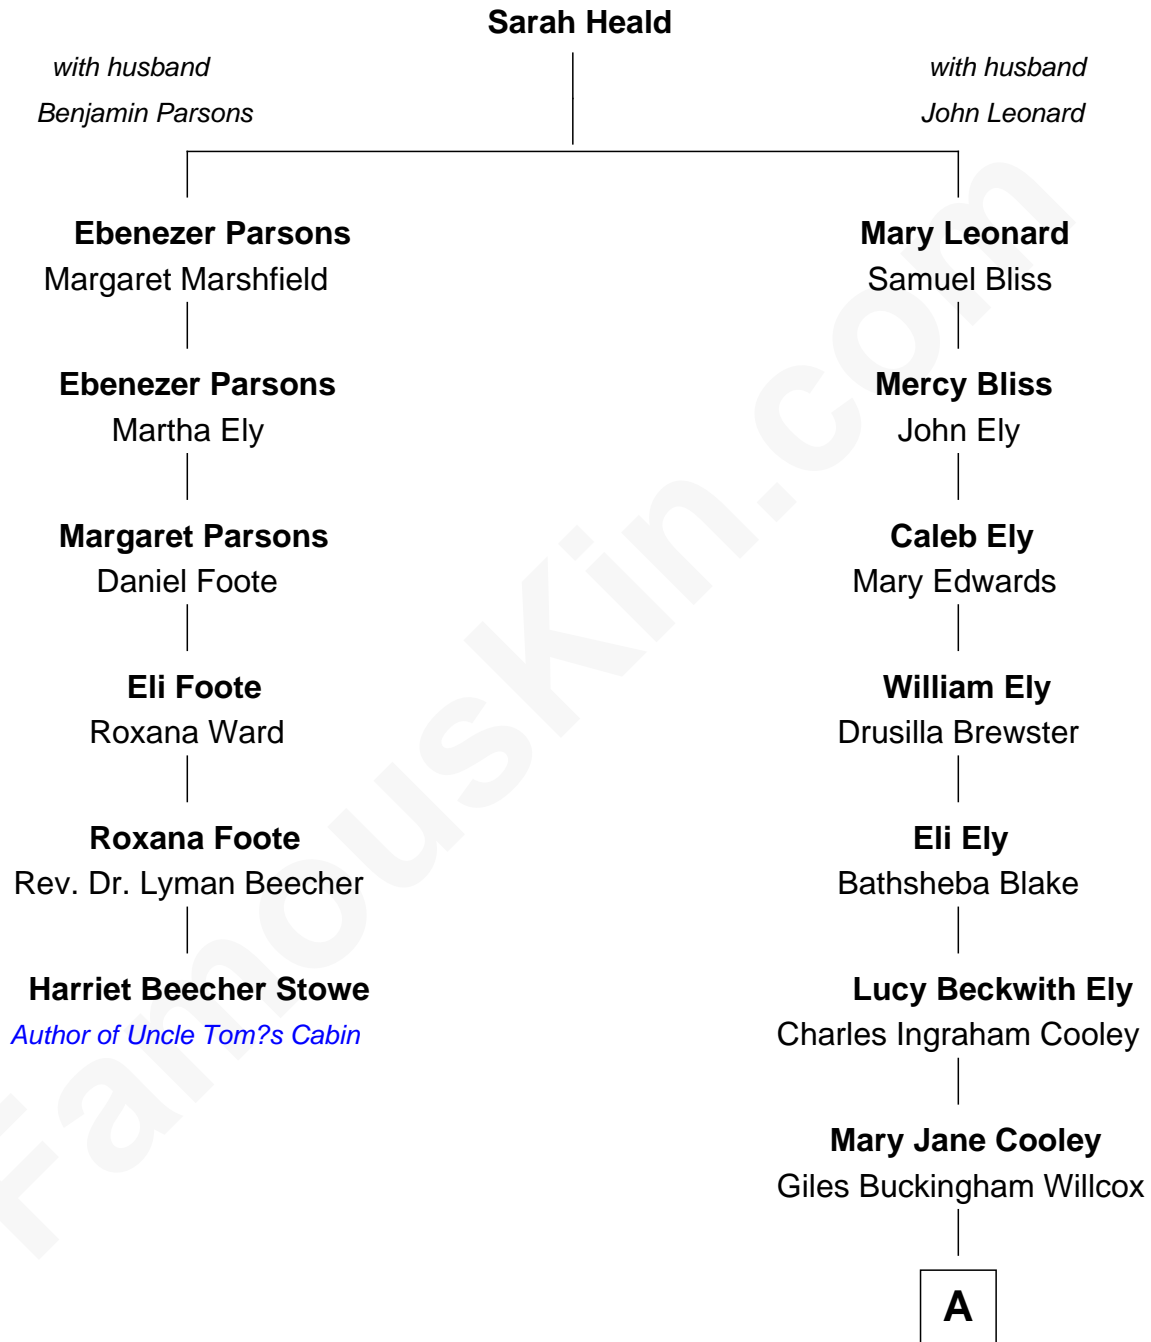 Sarah Heald
with husband
Benjamin Parsons
with husband
John Leonard
Ebenezer Parsons
Margaret Marshfield
Mary Leonard
Samuel Bliss
Ebenezer Parsons
Martha Ely
Mercy Bliss
John Ely
Margaret Parsons
Daniel Foote
Caleb Ely
Mary Edwards
Eli Foote
Roxana Ward
William Ely
Drusilla Brewster
Roxana Foote
Rev. Dr. Lyman Beecher
Eli Ely
Bathsheba Blake
Harriet Beecher Stowe
Author of Uncle Tom?s Cabin
Lucy Beckwith Ely
Charles Ingraham Cooley
Mary Jane Cooley
Giles Buckingham Willcox
A
FamousKin.com